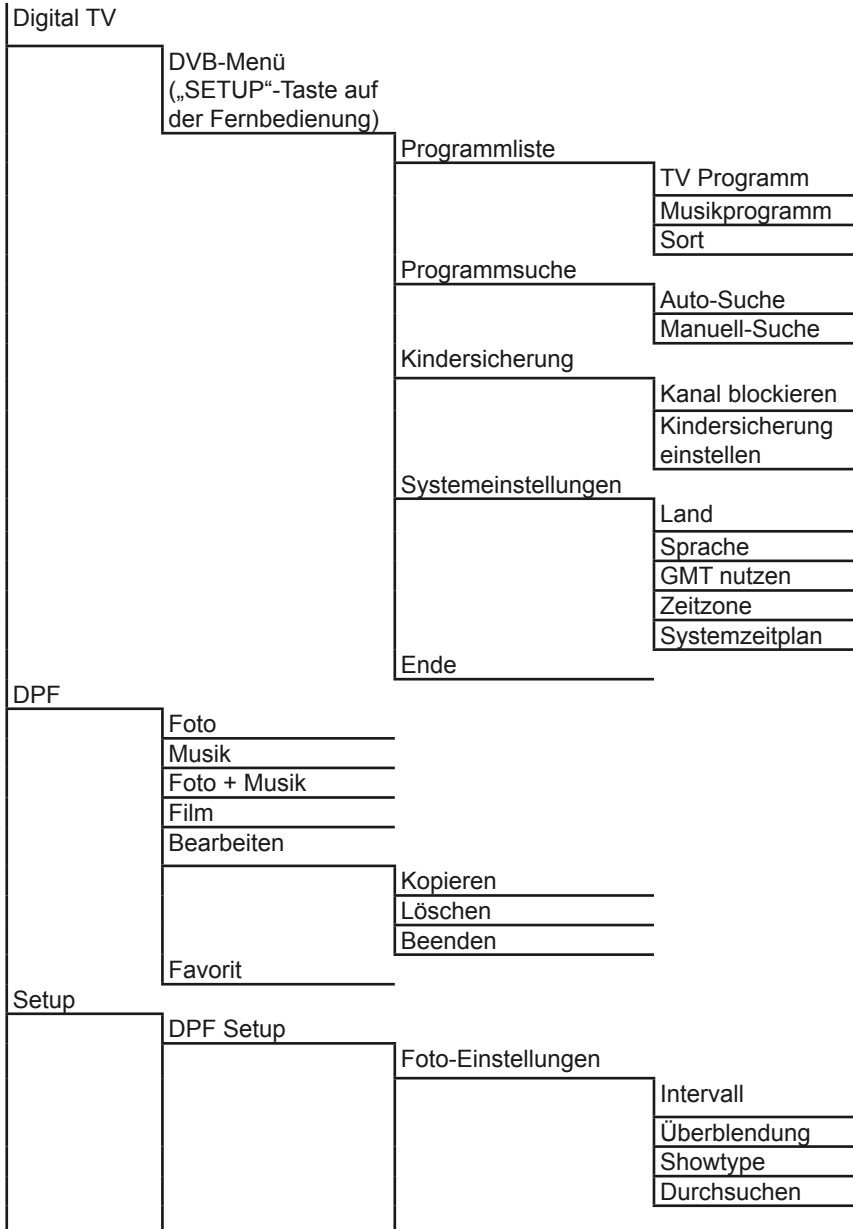 Digital TV
DVB-Menü
(„SETUP“-Taste auf
der Fernbedienung)
Programmliste
TV Programm
Musikprogramm
Sort
Programmsuche
Auto-Suche
Manuell-Suche
Kindersicherung
Kanal blockieren
Kindersicherung
einstellen
Systemeinstellungen
Land
Sprache
GMT nutzen
Zeitzone
Systemzeitplan
Ende
DPF
Foto
Musik
Foto + Musik
Film
Bearbeiten
Kopieren
Löschen
Beenden
Favorit
Setup
DPF Setup
Foto-Einstellungen
Intervall
Überblendung
Showtype
Durchsuchen